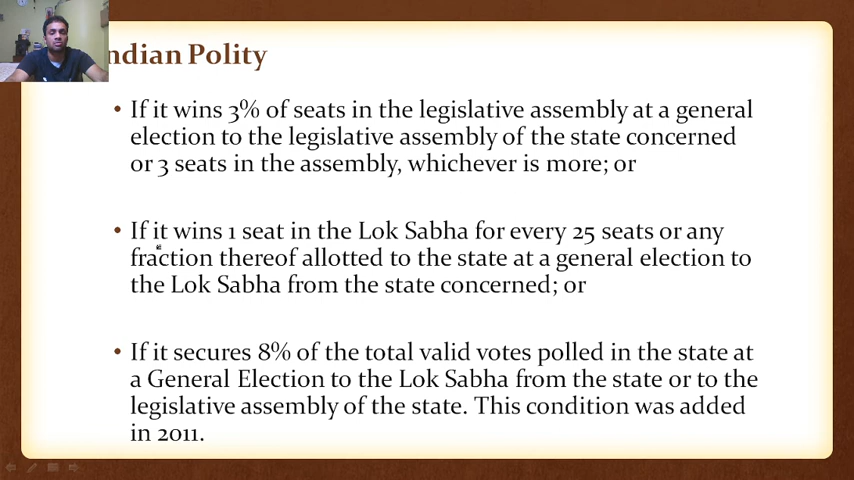 ndian Polity
• If it wins 3% of seats in the legislative assembly at a general
election to the legislative assembly of the state concerned
or 3 seats in the assembly, whichever is more; or
• If it wins 1 seat in the Lok Sabha for every 25 seats or any
fraction thereof allotted to the state at a general election to
the Lok Sabha from the state concerned; or
• If it secures 8% of the total valid votes polled in the state at
a General Election to the Lok Sabha from the state or to the
legislative assembly of the state. This condition was added
in 2011.